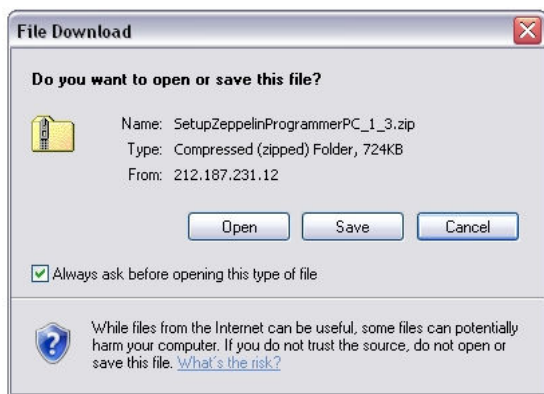 File Download
Do you want to open or save this file?
Name: SetupZeppelinProgrammerPC_1_3.zip
Type: Compressed (zipped) Folder, 724KB
From: 212.187.231.12
Open Save Cancel
Always ask before opening this type of file
While files from the Internet can be useful, some files can potentially
harm your computer. If you do not trust the source, do not open or
save this file. What's the risk?